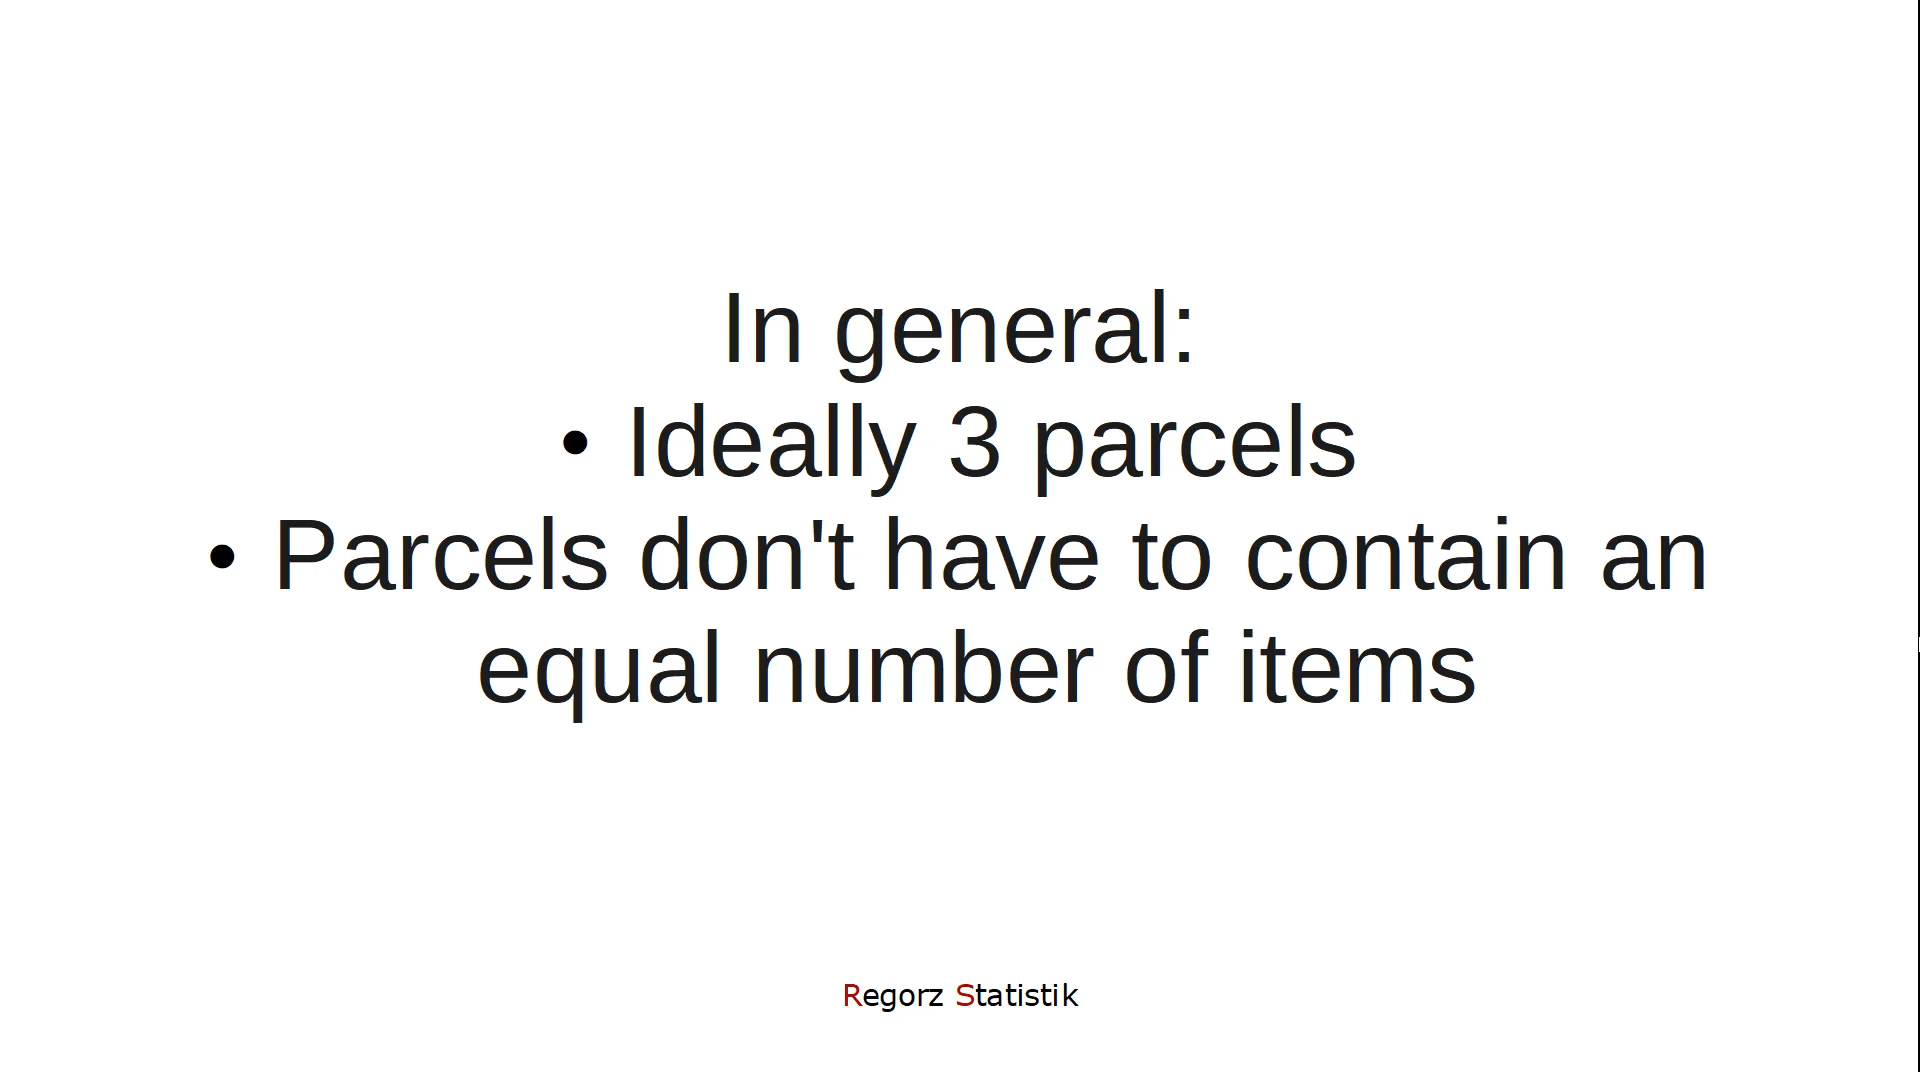 In general:
• Ideally 3 parcels
• Parcels don't have to contain an
equal number of items
Regorz Statistik